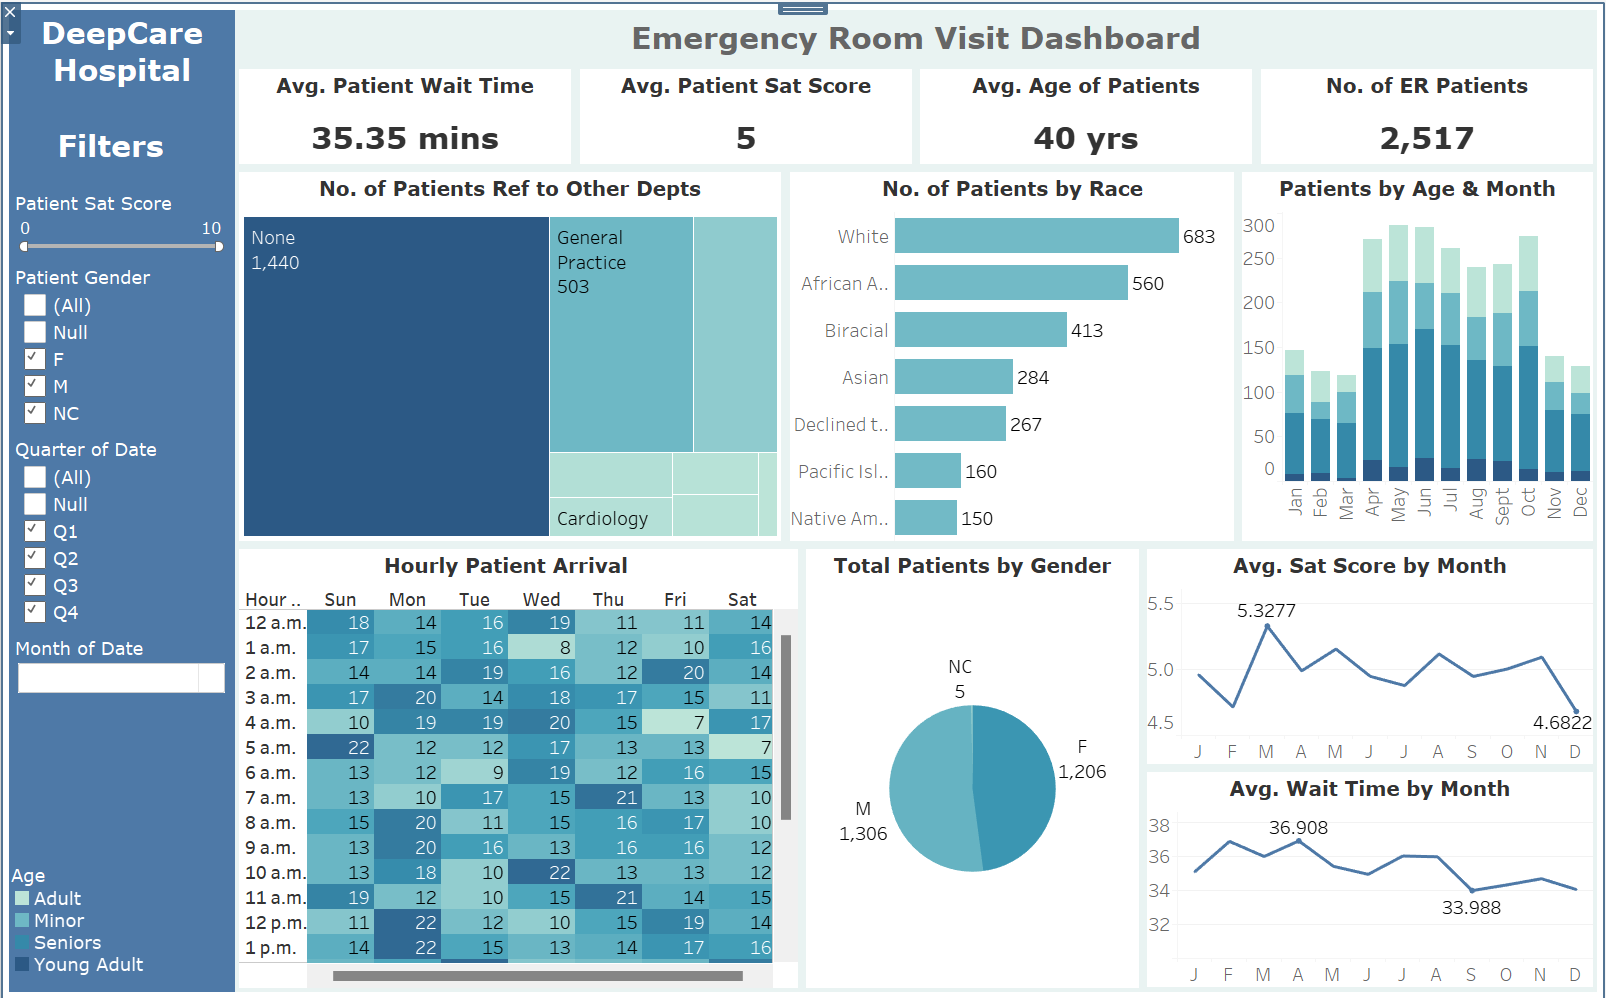 DeepCare
Hospital
Filters
Patient Sat Score
0 10
Patient Gender
(All)
Null
F
M
NC
Quarter of Date
(All)
Null
Q1
Q2
Q3
Q4
Month of Date
Age
Adult
Minor
Seniors
Young Adult
Emergency Room Visit Dashboard
Avg. Patient Wait Time
35.35 mins
Avg. Patient Sat Score
5
Avg. Age of Patients
40 yrs
No. of ER Patients
2,517
No. of Patients Ref to Other Depts
None
1,440
General
Practice
503
Cardiology
No. of Patients by Race
White 683
African A.. 560
Biracial 413
Asian 284
Declined t.. 267
Pacific Isl.. 160
Native Am.. 150
Patients by Age & Month
300
250
200
150
100
50
0
Jan Feb Mar Apr May Jun Jul Aug Sept Oct Nov Dec
Hourly Patient Arrival
Hour .. Sun Mon Tue Wed Thu Fri Sat
12 a.m. 18 14 16 19 11 11 14
1 a.m. 17 15 16 8 12 10 16
2 a.m. 14 14 19 16 12 20 14
3 a.m. 17 20 14 18 17 15 11
4 a.m. 10 19 19 20 15 7 17
5 a.m. 22 12 12 17 13 13 7
6 a.m. 13 12 9 19 12 16 15
7 a.m. 13 10 17 15 21 13 10
8 a.m. 15 20 11 15 16 17 10
9 a.m. 13 20 16 13 16 16 12
10 a.m. 13 18 10 22 13 13 12
11 a.m. 19 12 10 15 21 14 15
12 p.m. 11 22 12 10 15 19 14
1 p.m. 14 22 15 13 14 17 16
Total Patients by Gender
NC
5
F
1,206
M
1,306
Avg. Sat Score by Month
5.5
5.3277
5.0
4.5
4.6822
J F M A M J J A S O N D
Avg. Wait Time by Month
38
36.908
36
34
33.988
32
J F M A M J J A S O N D